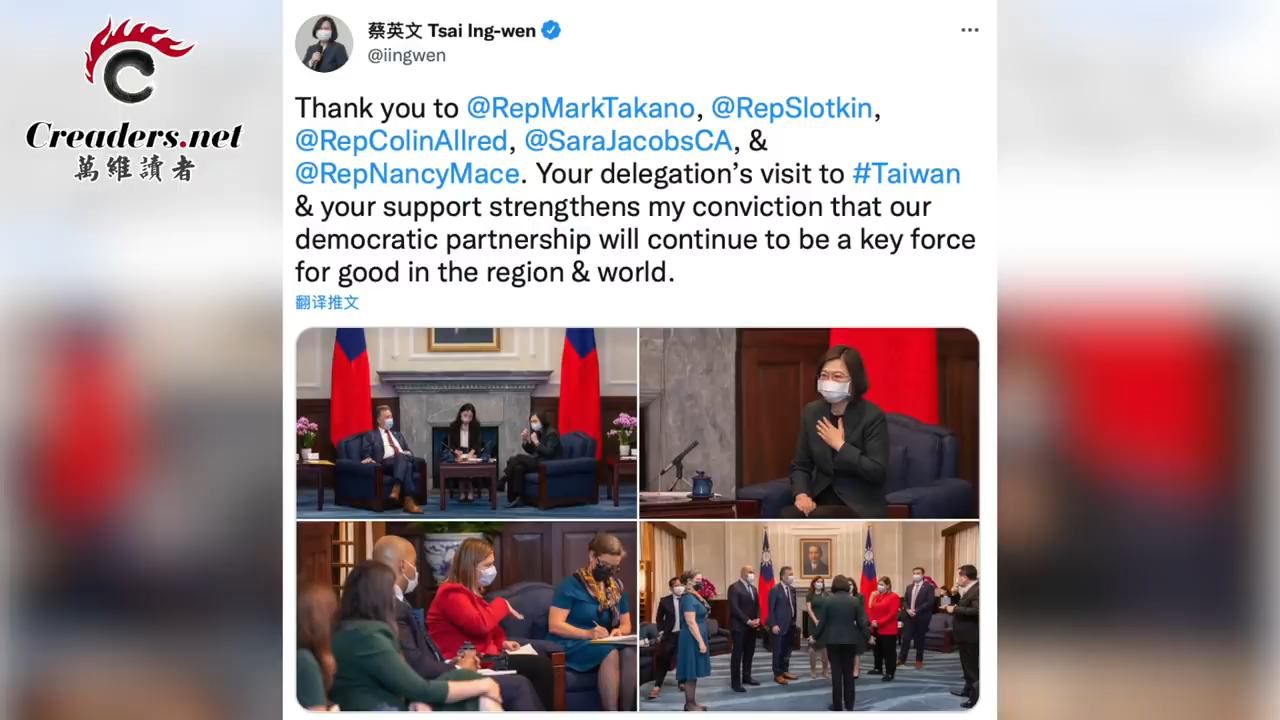 Creaders.net
萬維讀者
蔡英文 Tsai Ing-wen
@iingwen
Thank you to @RepMarkTakano, @RepSlotkin,
@RepColinAllred, @SaraJacobsCA, &
@RepNancyMace. Your delegation’s visit to #Taiwan
& your support strengthens my conviction that our
democratic partnership will continue to be a key force
for good in the region & world.
翻译推文